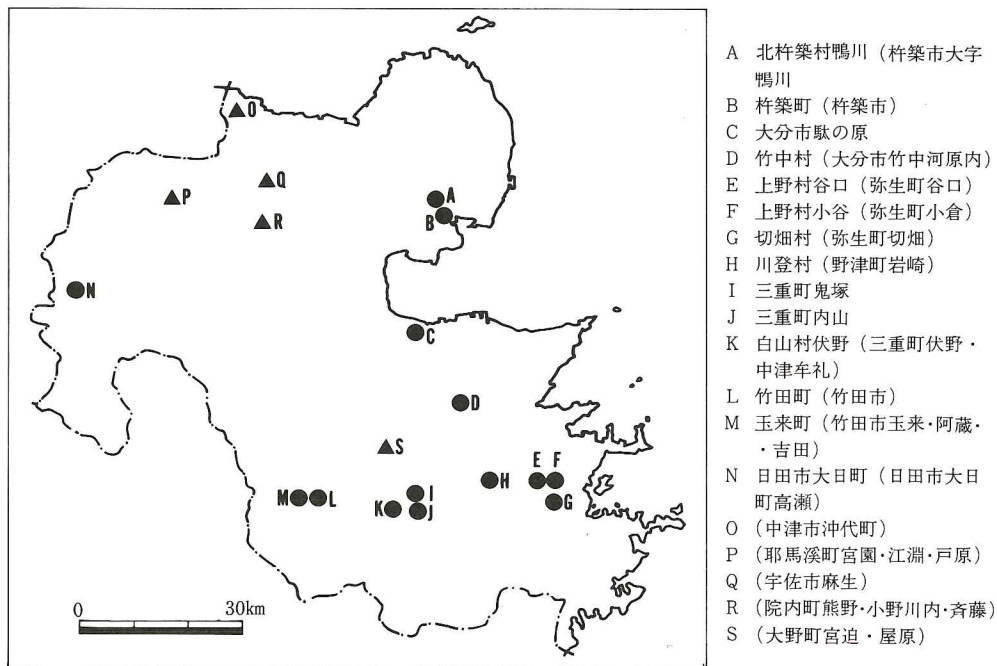 O
Q
P
R
A
B
N
C
D
S
E F
H
I
M L
K
J
G
0 30km
A 北杵築村鴨川（杵築市大字
鴨川
B 杵築町（杵築市）
C 大分市駄の原
D 竹中村（大分市竹中河原内）
E 上野村谷口（弥生町谷口）
F 上野村小谷（弥生町小倉）
G 切畑村（弥生町切畑）
H 川登村（野津町岩崎）
I 三重町鬼塚
J 三重町内山
K 白山村伏野（三重町伏野・
中津牟礼）
L 竹田町（竹田市）
M 玉来町（竹田市玉来・阿蔵・
・吉田）
N 日田市大日町（日田市大日
町高瀬）
O （中津市沖代町）
P （耶馬溪町宮園・江淵・戸原）
Q （宇佐市麻生）
R （院内町熊野・小野川内・斉藤）
S （大野町宮迫・屋原）